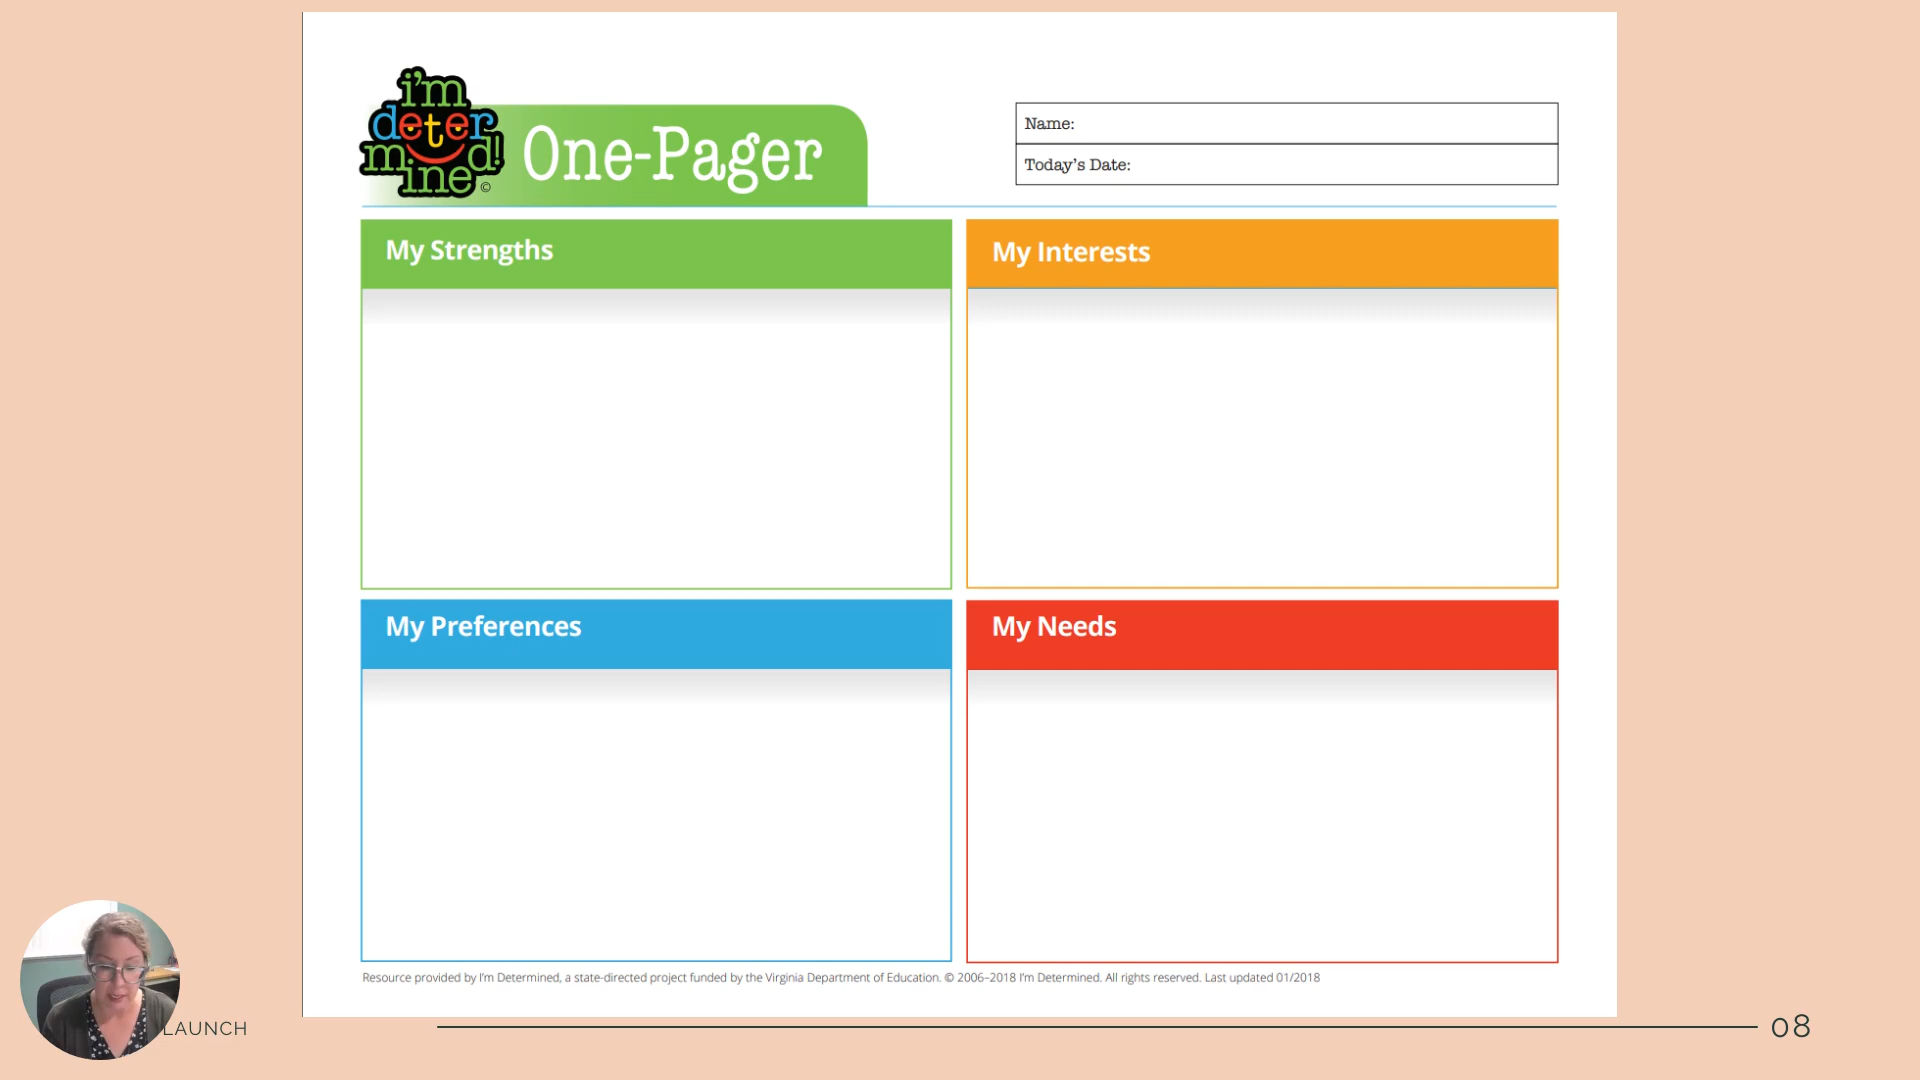 i'm
deter
mined!
©
One-Pager
Name:
Today's Date:
My Strengths
My Interests
My Preferences
My Needs
Resource provided by I'm Determined, a state-directed project funded by the Virginia Department of Education. © 2006–2018 I'm Determined. All rights reserved. Last updated 01/2018
LAUNCH
08